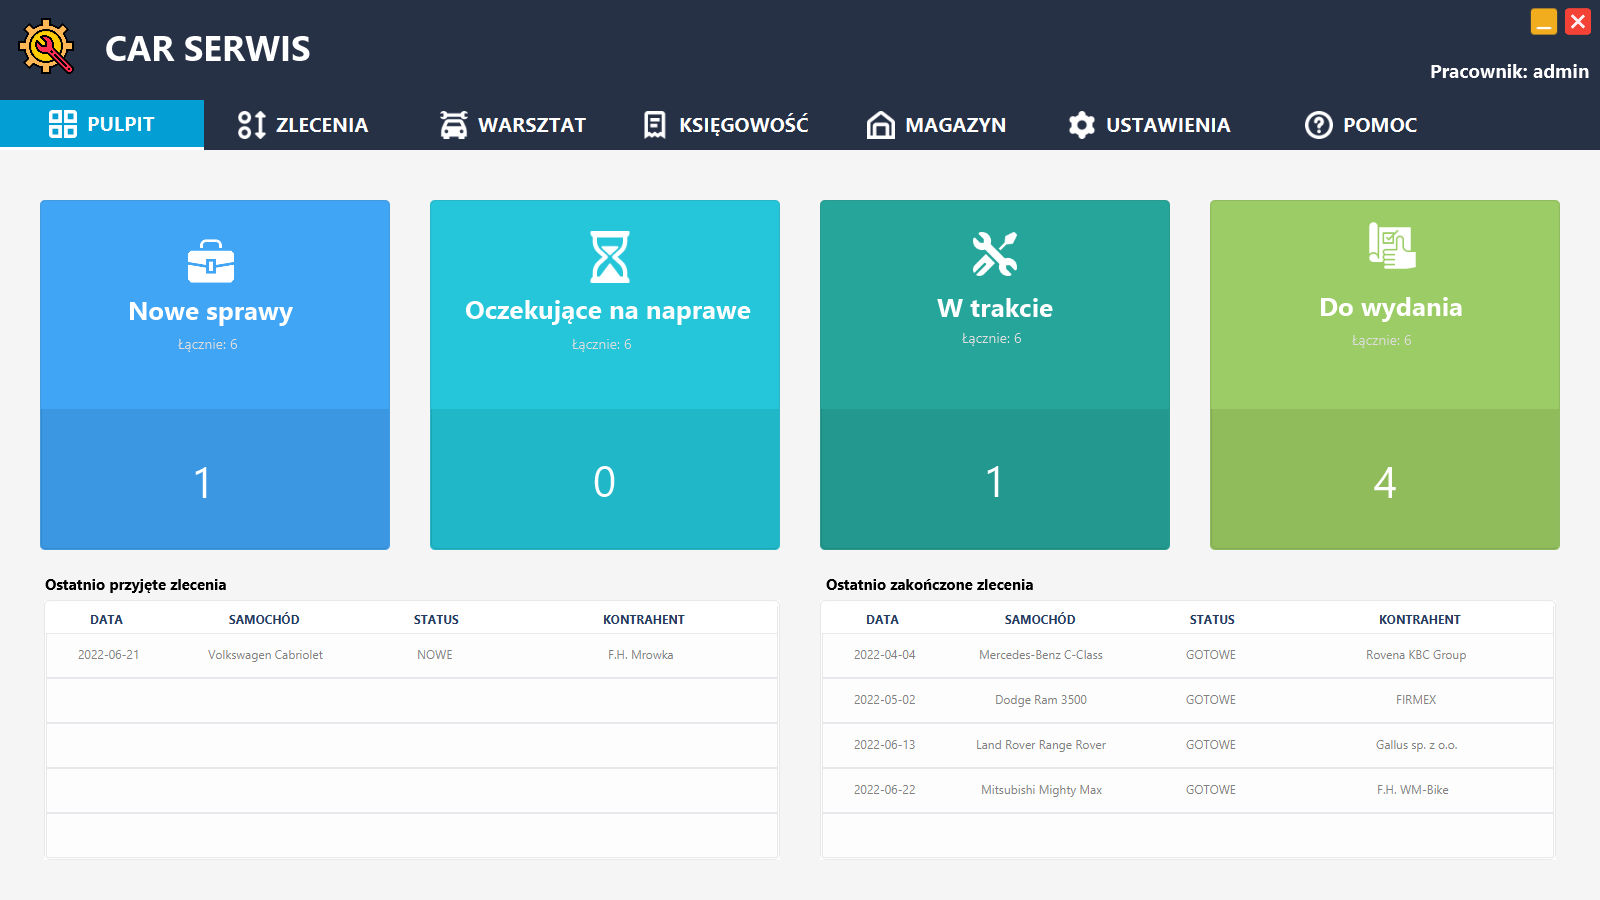 CAR SERWIS
Pracownik: admin
PULPIT ZLECENIA WARSZTAT KSIĘGOWOŚĆ MAGAZYN USTAWIENIA POMOC
Nowe sprawy
Łącznie: 6
1
Oczekujące na naprawe
Łącznie: 6
0
W trakcie
Łącznie: 6
1
Do wydania
Łącznie: 6
4
Ostatnio przyjęte zlecenia
DATA SAMOCHÓD STATUS KONTRAHENT
2022-06-21 Volkswagen Cabriolet NOWE F.H. Mrowka
Ostatnio zakończone zlecenia
DATA SAMOCHÓD STATUS KONTRAHENT
2022-04-04 Mercedes-Benz C-Class GOTOWE Rovena KBC Group
2022-05-02 Dodge Ram 3500 GOTOWE FIRMEX
2022-06-13 Land Rover Range Rover GOTOWE Gallus sp. z o.o.
2022-06-22 Mitsubishi Mighty Max GOTOWE F.H. WM-Bike